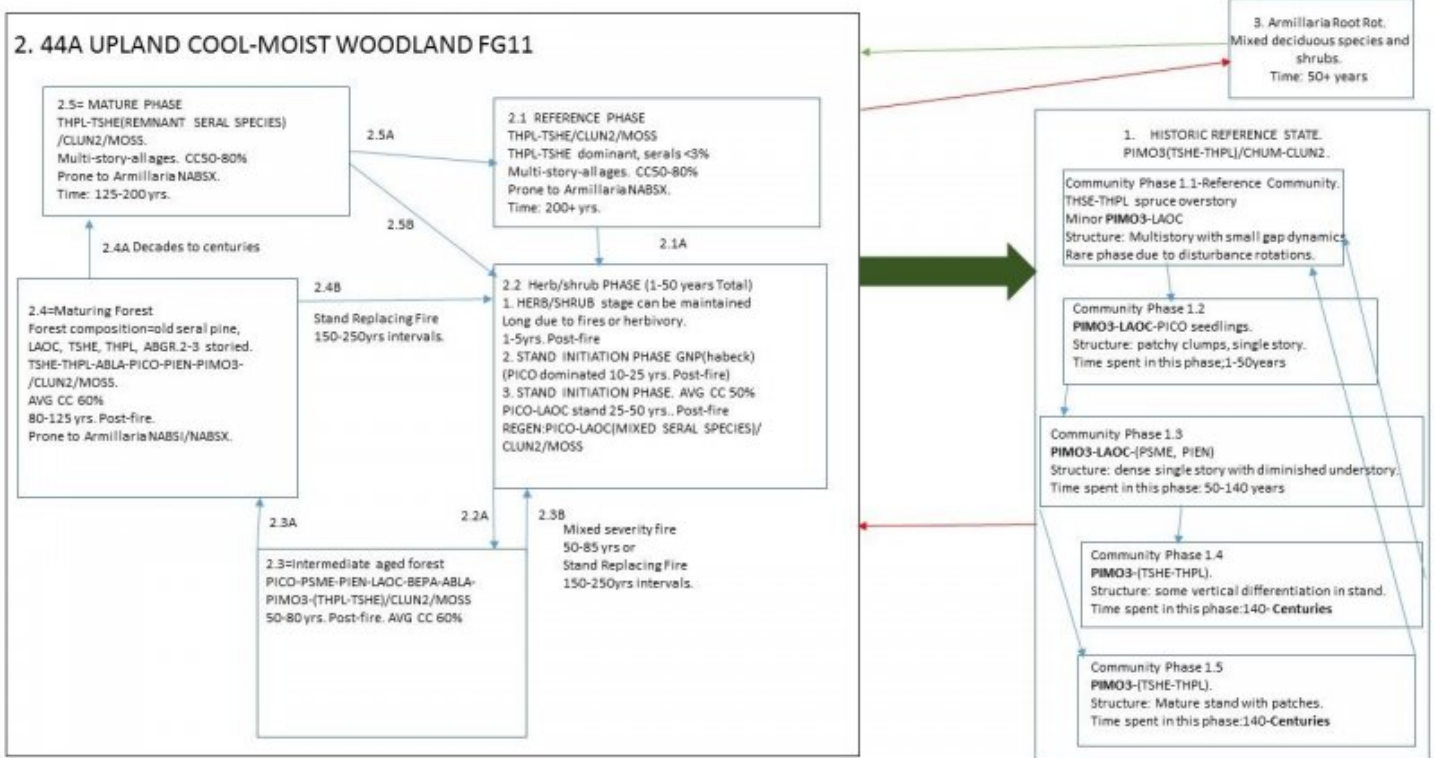 2. 44A UPLAND COOL-MOIST WOODLAND FG11
2.5= MATURE PHASE
THPL-TSHE(REMNANT SERAL SPECIES)
/CLUN2/MOSS.
Multi-story-allages. CC50-80%
Prone to Armillaria NABSX.
Time: 125-200 yrs.
2.5A
2.1 REFERENCE PHASE
THPL-TSHE/CLUN2/MOSS
THPL-TSHE dominant, serals <3%
Multi-story-allages. CC50-80%
Prone to Armillaria NABSX.
Time: 200+ yrs.
2.5B
2.1A
2.4A Decades to centuries
2.4=Maturing Forest
Forest composition=old seral pine,
LAOC, TSHE, THPL, ABGR.2-3 storied.
TSHE-THPL-ABLA-PICO-PIEN-PIMO3-
/CLUN2/MOSS.
AVG CC 60%
80-125 yrs. Post-fire.
Prone to Armillaria NABSI/NABSX.
2.4B
Stand Replacing Fire
150-250yrs intervals.
2.2 Herb/shrub PHASE (1-50 years Total)
1. HERB/SHRUB stage can be maintained
Long due to fires or herbivory.
1-5yrs. Post-fire
2. STAND INITIATION PHASE GNP(habeck)
(PICO dominated 10-25 yrs. Post-fire)
3. STAND INITIATION PHASE. AVG CC 50%
PICO-LAOC stand 25-50 yrs.. Post-fire
REGEN:PICO-LAOC(MIXED SERAL SPECIES)/
CLUN2/MOSS
2.3A
2.2A
2.3B
Mixed severity fire
50-85 yrs or
Stand Replacing Fire
150-250yrs intervals.
2.3=Intermediate aged forest
PICO-PSME-PIEN-LAOC-BEPA-ABLA-
PIMO3-(THPL-TSHE)/CLUN2/MOSS
50-80 yrs. Post-fire. AVG CC 60%
3. Armillaria Root Rot.
Mixed deciduous species and
shrubs.
Time: 50+ years
1. HISTORIC REFERENCE STATE.
PIMO3(TSHE-THPL)/CHUM-CLUN2.
Community Phase 1.1-Reference Community.
THSE-THPL spruce overstory
Minor PIMO3-LAOC
Structure: Multistory with small gap dynamics
Rare phase due to disturbance rotations.
Community Phase 1.2
PIMO3-LAOC-PICO seedlings.
Structure: patchy clumps, single story.
Time spent in this phase;1-50years
Community Phase 1.3
PIMO3-LAOC-(PSME, PIEN)
Structure: dense single story with diminished understory.
Time spent in this phase: 50-140 years
Community Phase 1.4
PIMO3-(TSHE-THPL).
Structure: some vertical differentiation in stand.
Time spent in this phase:140- Centuries
Community Phase 1.5
PIMO3-(TSHE-THPL).
Structure: Mature stand with patches.
Time spent in this phase:140-Centuries